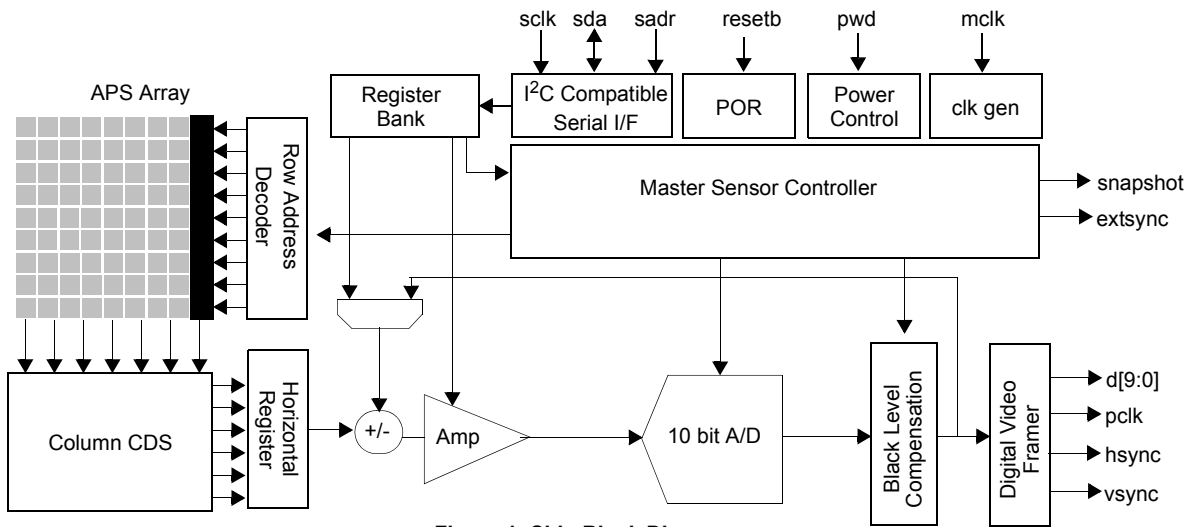 sclk sda sadr resetb pwd mclk
APS Array
Register
Bank
I²C Compatible
Serial I/F
POR
Power
Control
clk gen
Row Address
Decoder
Master Sensor Controller
snapshot
extsync
Column CDS
Horizontal
Register
+/-
Amp
10 bit A/D
Black Level
Compensation
Digital Video
Framer
d[9:0]
pclk
hsync
vsync